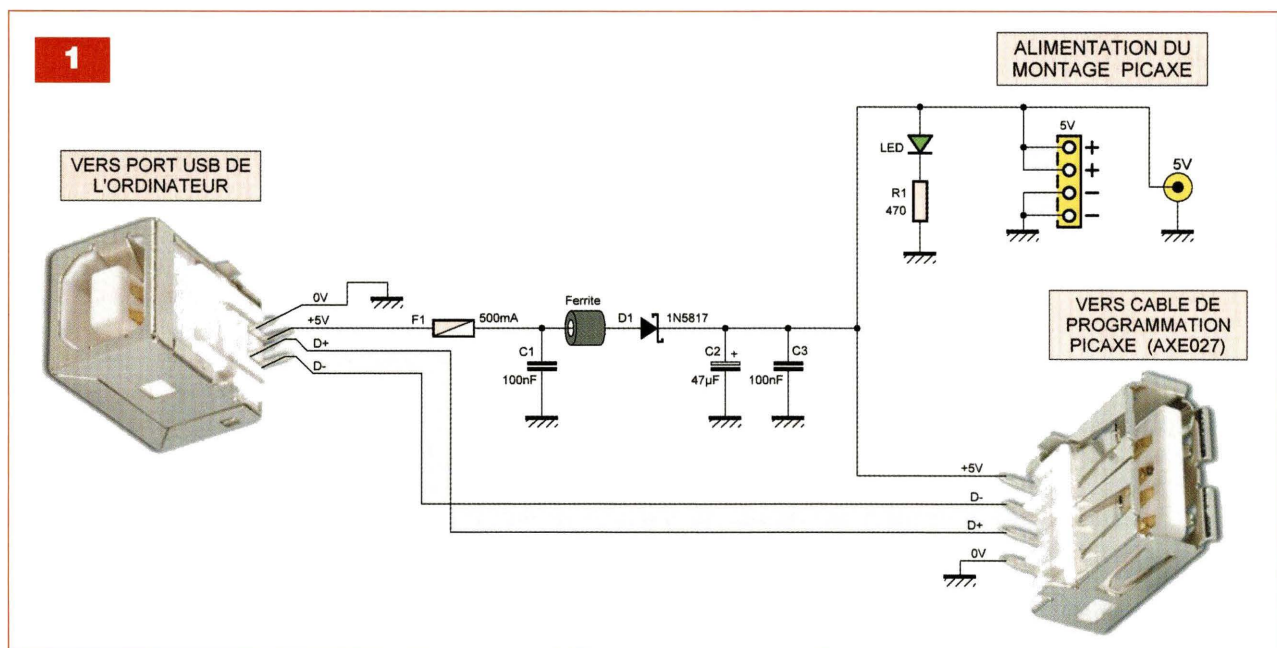 1
ALIMENTATION DU
MONTAGE PICAXE
VERS PORT USB DE
L'ORDINATEUR
LED
R1
470
5V
+
+
−
−
5V
0V
+5V
D+
D-
F1
500mA
Ferrite
D1
1N5817
C1
100nF
C2
+
47µF
C3
100nF
VERS CABLE DE
PROGRAMMATION
PICAXE (AXE027)
+5V
D-
D+
0V